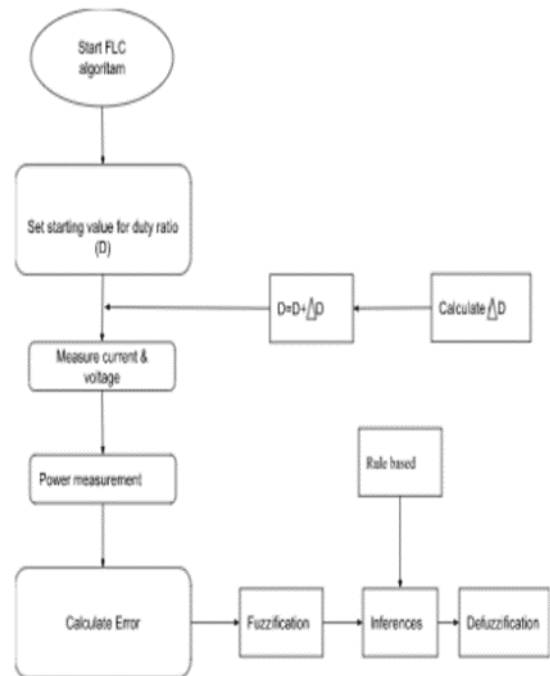 Start FLC
algoritam
Set starting value for duty ratio
(D)
D=D+△D
Calculate △D
Measure current &
voltage
Power measurement
Rule based
Calculate Error
Fuzzification
Inferences
Defuzzification